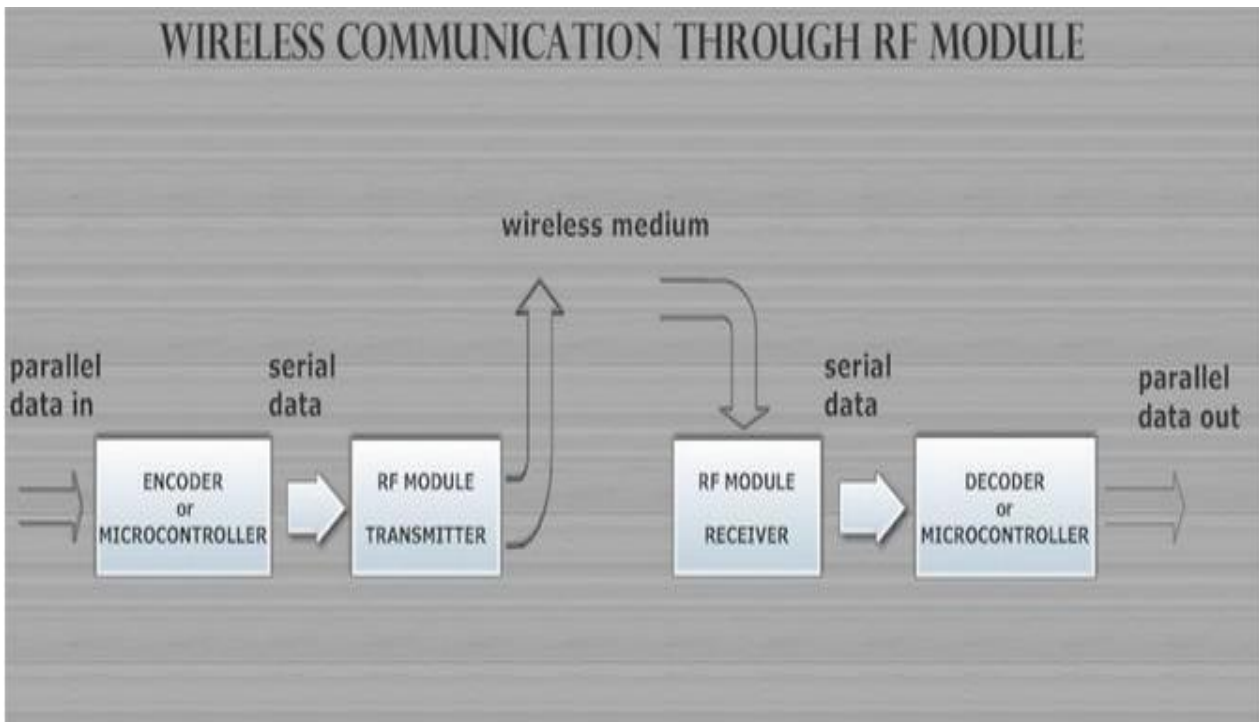 WIRELESS COMMUNICATION THROUGH RF MODULE
wireless medium
parallel
data in
serial
data
serial
data
parallel
data out
ENCODER
or
MICROCONTROLLER
RF MODULE
TRANSMITTER
RF MODULE
RECEIVER
DECODER
or
MICROCONTROLLER